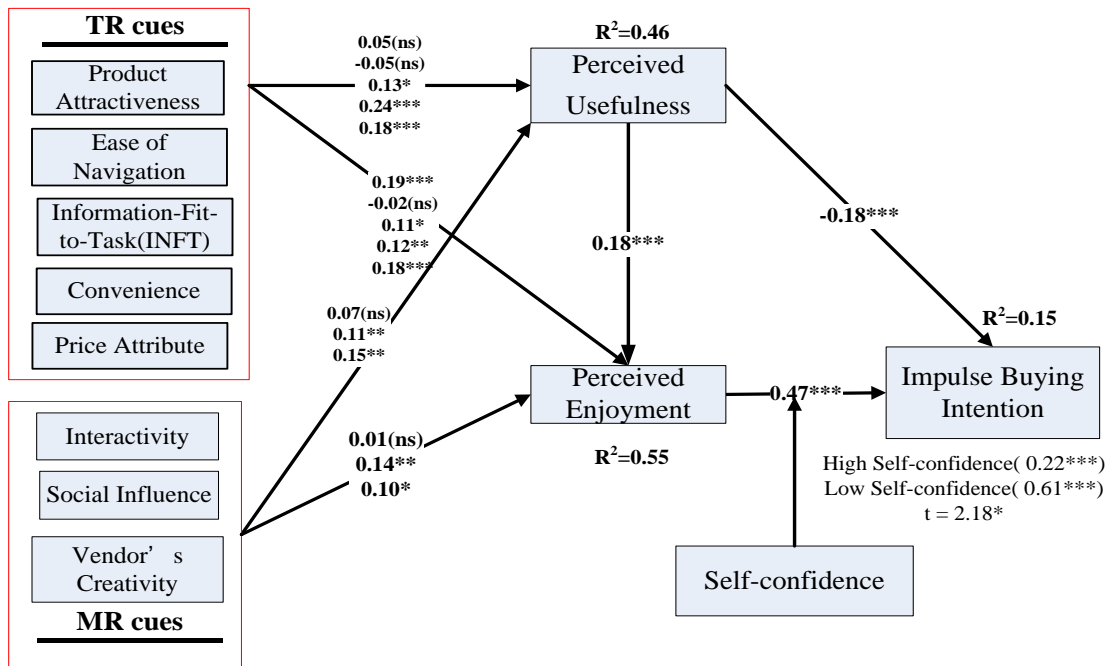 TR cues
Product
Attractiveness
Ease of
Navigation
Information-Fit-
to-Task(INFT)
Convenience
Price Attribute
Interactivity
Social Influence
Vendor's
Creativity
MR cues
0.05(ns)
-0.05(ns)
0.13*
0.24***
0.18***
0.19***
-0.02(ns)
0.11*
0.12**
0.18***
0.07(ns)
0.11**
0.15**
0.01(ns)
0.14**
0.10*
R²=0.46
Perceived
Usefulness
0.18***
Perceived
Enjoyment
R²=0.55
-0.18***
0.47***
R²=0.15
Impulse Buying
Intention
High Self-confidence( 0.22***)
Low Self-confidence( 0.61***)
t = 2.18*
Self-confidence